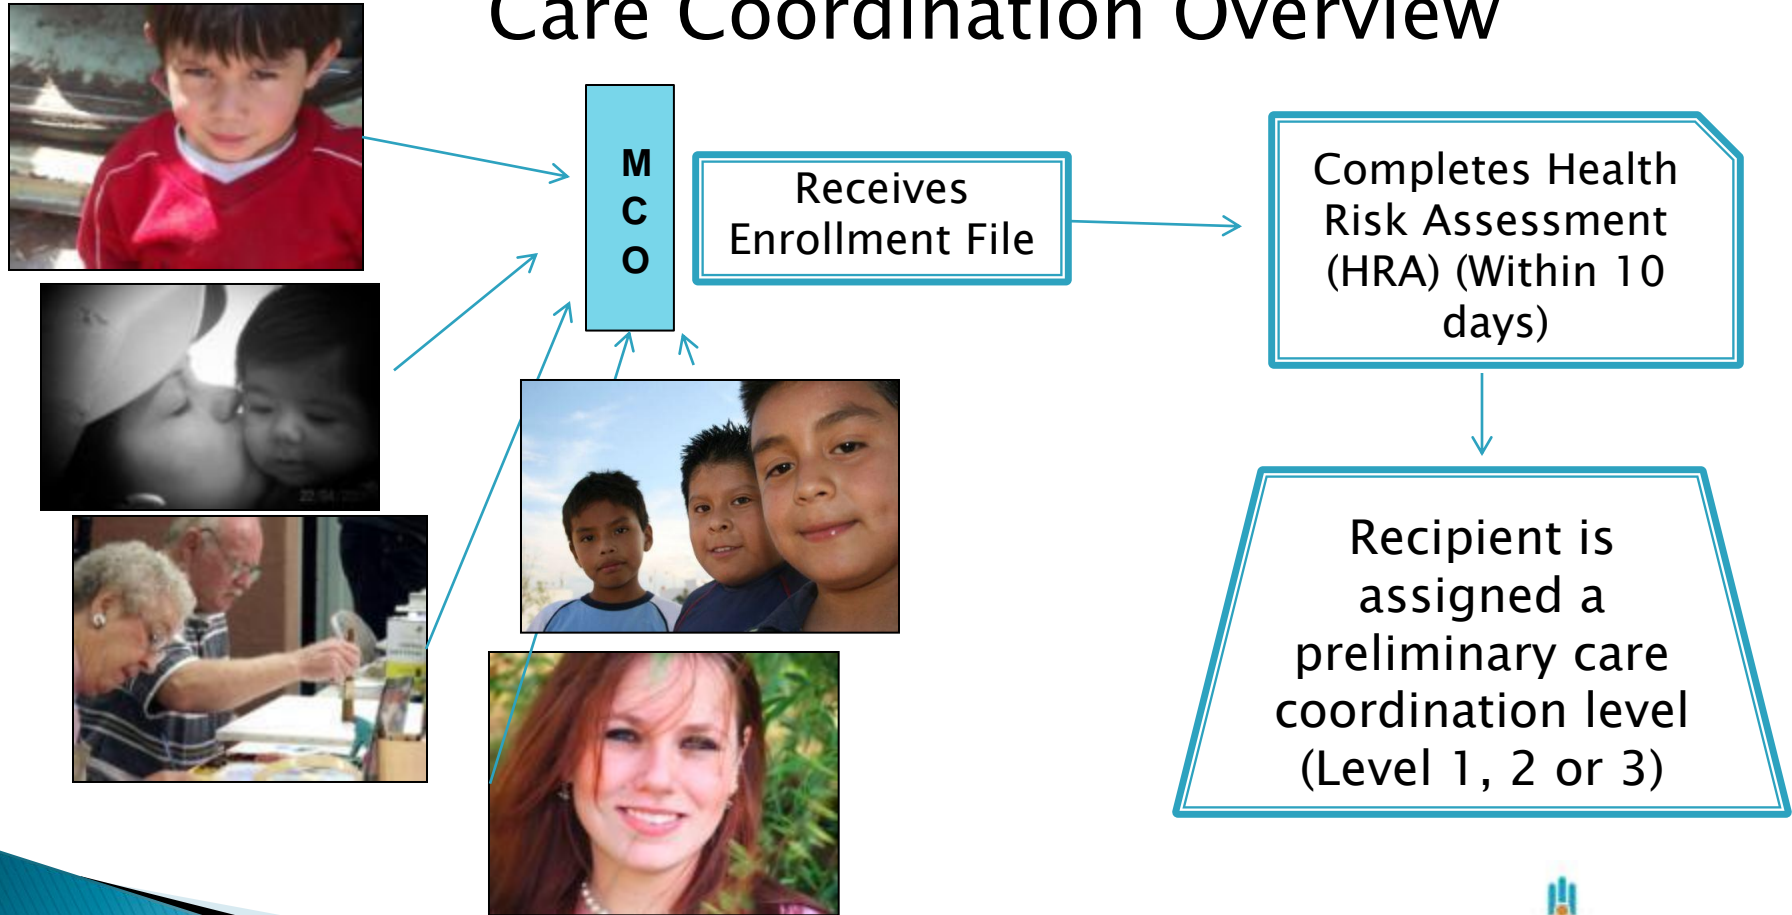 Care Coordination Overview
M
C
O
Receives
Enrollment File
Completes Health
Risk Assessment
(HRA) (Within 10
days)
Recipient is
assigned a
preliminary care
coordination level
(Level 1, 2 or 3)